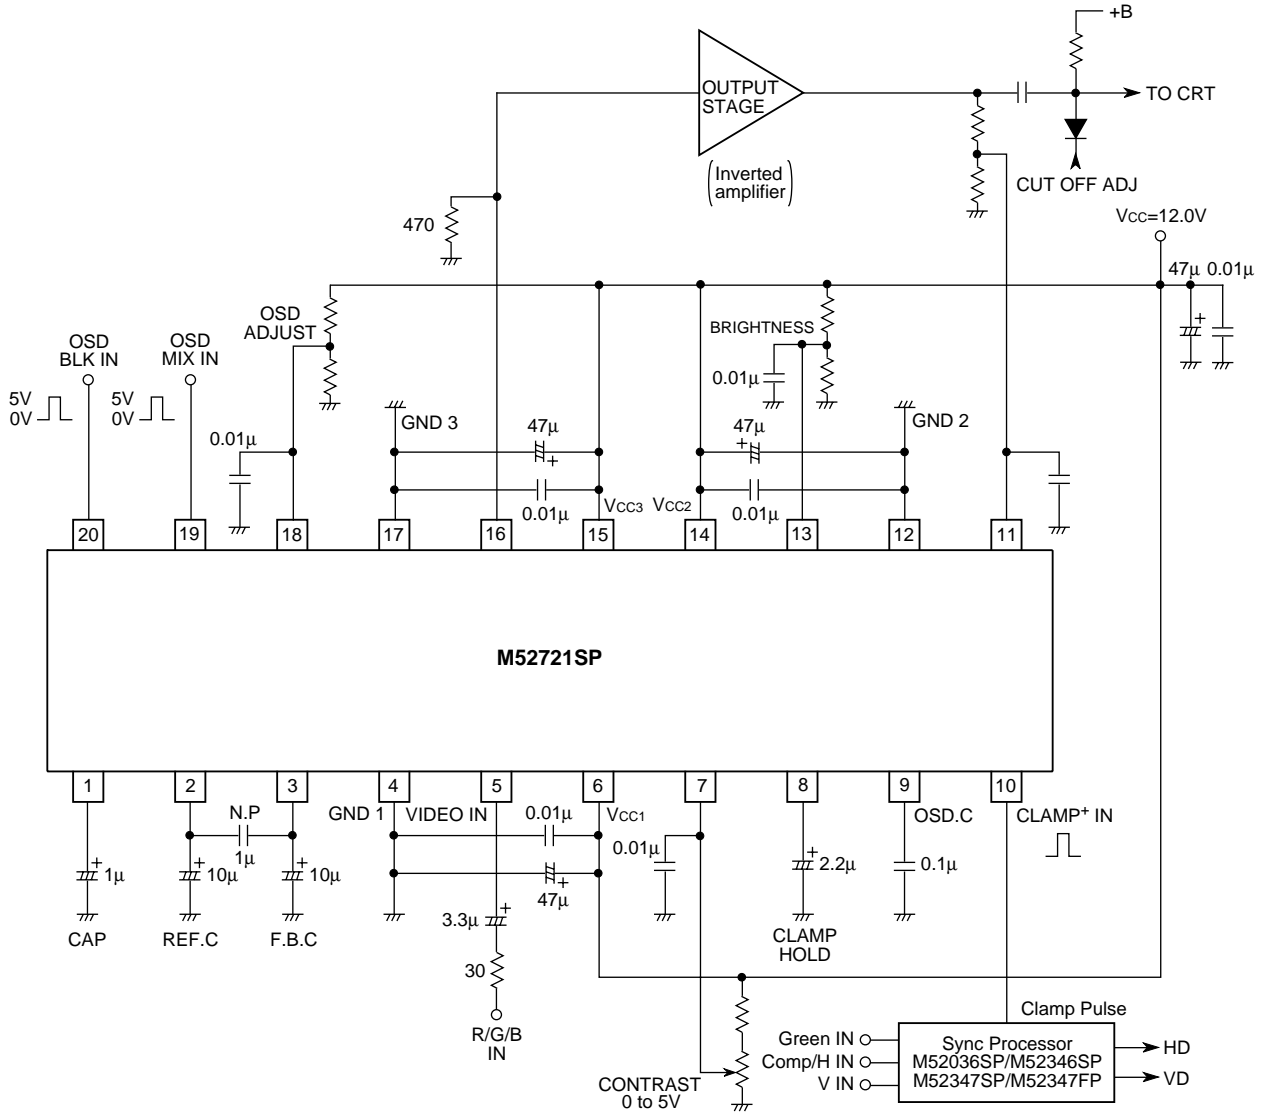 +B
OUTPUT
STAGE
TO CRT
(Inverted
amplifier)
CUT OFF ADJ
470
VCC=12.0V
47μ 0.01μ
OSD
ADJUST
BRIGHTNESS
OSD
BLK IN
OSD
MIX IN
0.01μ
5V
0V
5V
0V
GND 3
47μ
+
47μ
+
GND 2
+
0.01μ
0.01μ
VCC3
VCC2
0.01μ
20
19
18
17
16
15
14
13
12
11
M52721SP
1
2
3
4
5
6
7
8
9
10
N.P
GND 1
VIDEO IN
0.01μ
VCC1
OSD.C
CLAMP+ IN
1μ
0.01μ
+
1μ
+
10μ
+
10μ
+
47μ
+
2.2μ
0.1μ
3.3μ
+
CAP
REF.C
F.B.C
CLAMP
HOLD
30
R/G/B
IN
Clamp Pulse
Green IN
Comp/H IN
V IN
Sync Processor
M52036SP/M52346SP
M52347SP/M52347FP
HD
VD
CONTRAST
0 to 5V